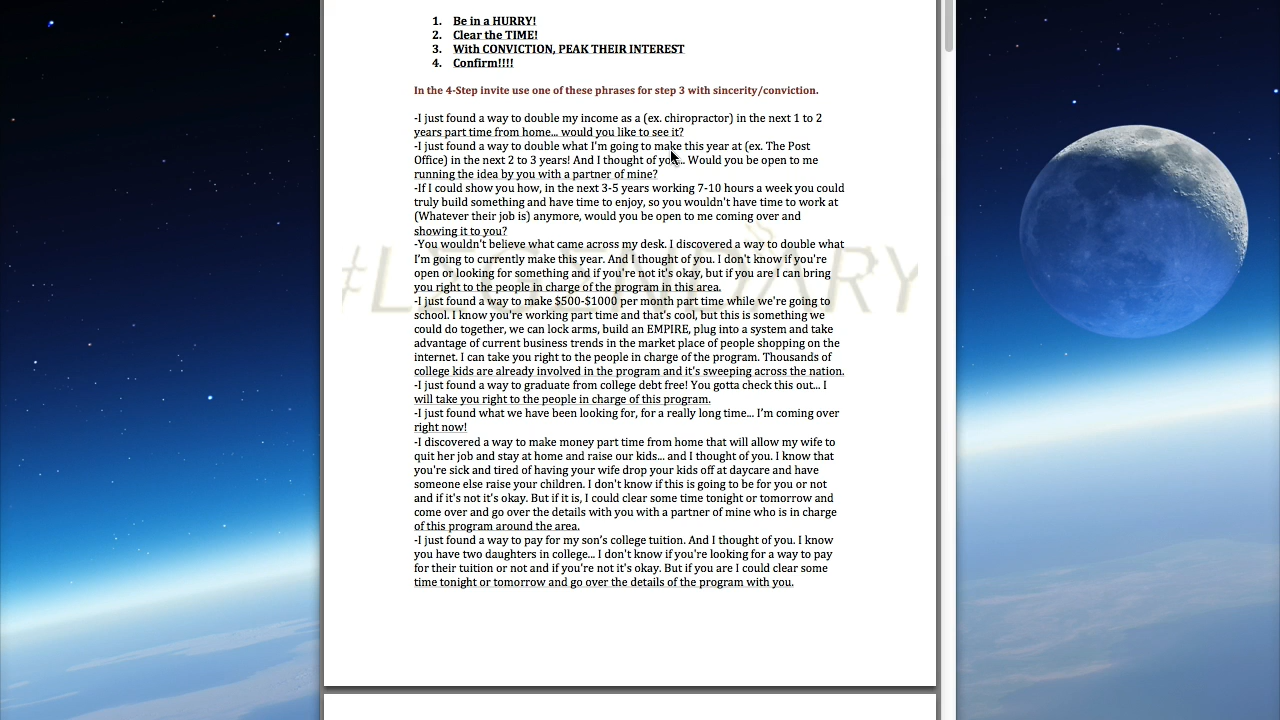 1. Be in a HURRY!
2. Clear the TIME!
3. With CONVICTION, PEAK THEIR INTEREST
4. Confirm!!!!
In the 4-Step invite use one of these phrases for step 3 with sincerity/conviction.
-I just found a way to double my income as a (ex. chiropractor) in the next 1 to 2
years part time from home... would you like to see it?
-I just found a way to double what I'm going to make this year at (ex. The Post
Office) in the next 2 to 3 years! And I thought of you... Would you be open to me
running the idea by you with a partner of mine?
-If I could show you how, in the next 3-5 years working 7-10 hours a week you could
truly build something and have time to enjoy, so you wouldn't have time to work at
(Whatever their job is) anymore, would you be open to me coming over and
showing it to you?
-You wouldn't believe what came across my desk. I discovered a way to double what
I'm going to currently make this year. And I thought of you. I don't know if you're
open or looking for something and if you're not it's okay, but if you are I can bring
you right to the people in charge of the program in this area.
#LEGENDARY
-I just found a way to make $500-$1000 per month part time while we're going to
school. I know you're working part time and that's cool, but this is something we
could do together, we can lock arms, build an EMPIRE, plug into a system and take
advantage of current business trends in the market place of people shopping on the
internet. I can take you right to the people in charge of the program. Thousands of
college kids are already involved in the program and it's sweeping across the nation.
-I just found a way to graduate from college debt free! You gotta check this out... I
will take you right to the people in charge of this program.
-I just found what we have been looking for, for a really long time... I'm coming over
right now!
-I discovered a way to make money part time from home that will allow my wife to
quit her job and stay at home and raise our kids... and I thought of you. I know that
you're sick and tired of having your wife drop your kids off at daycare and have
someone else raise your children. I don't know if this is going to be for you or not
and if it's not it's okay. But if it is, I could clear some time tonight or tomorrow and
come over and go over the details with you with a partner of mine who is in charge
of this program around the area.
-I just found a way to pay for my son's college tuition. And I thought of you. I know
you have two daughters in college... I don't know if you're looking for a way to pay
for their tuition or not and if you're not it's okay. But if you are I could clear some
time tonight or tomorrow and go over the details of the program with you.